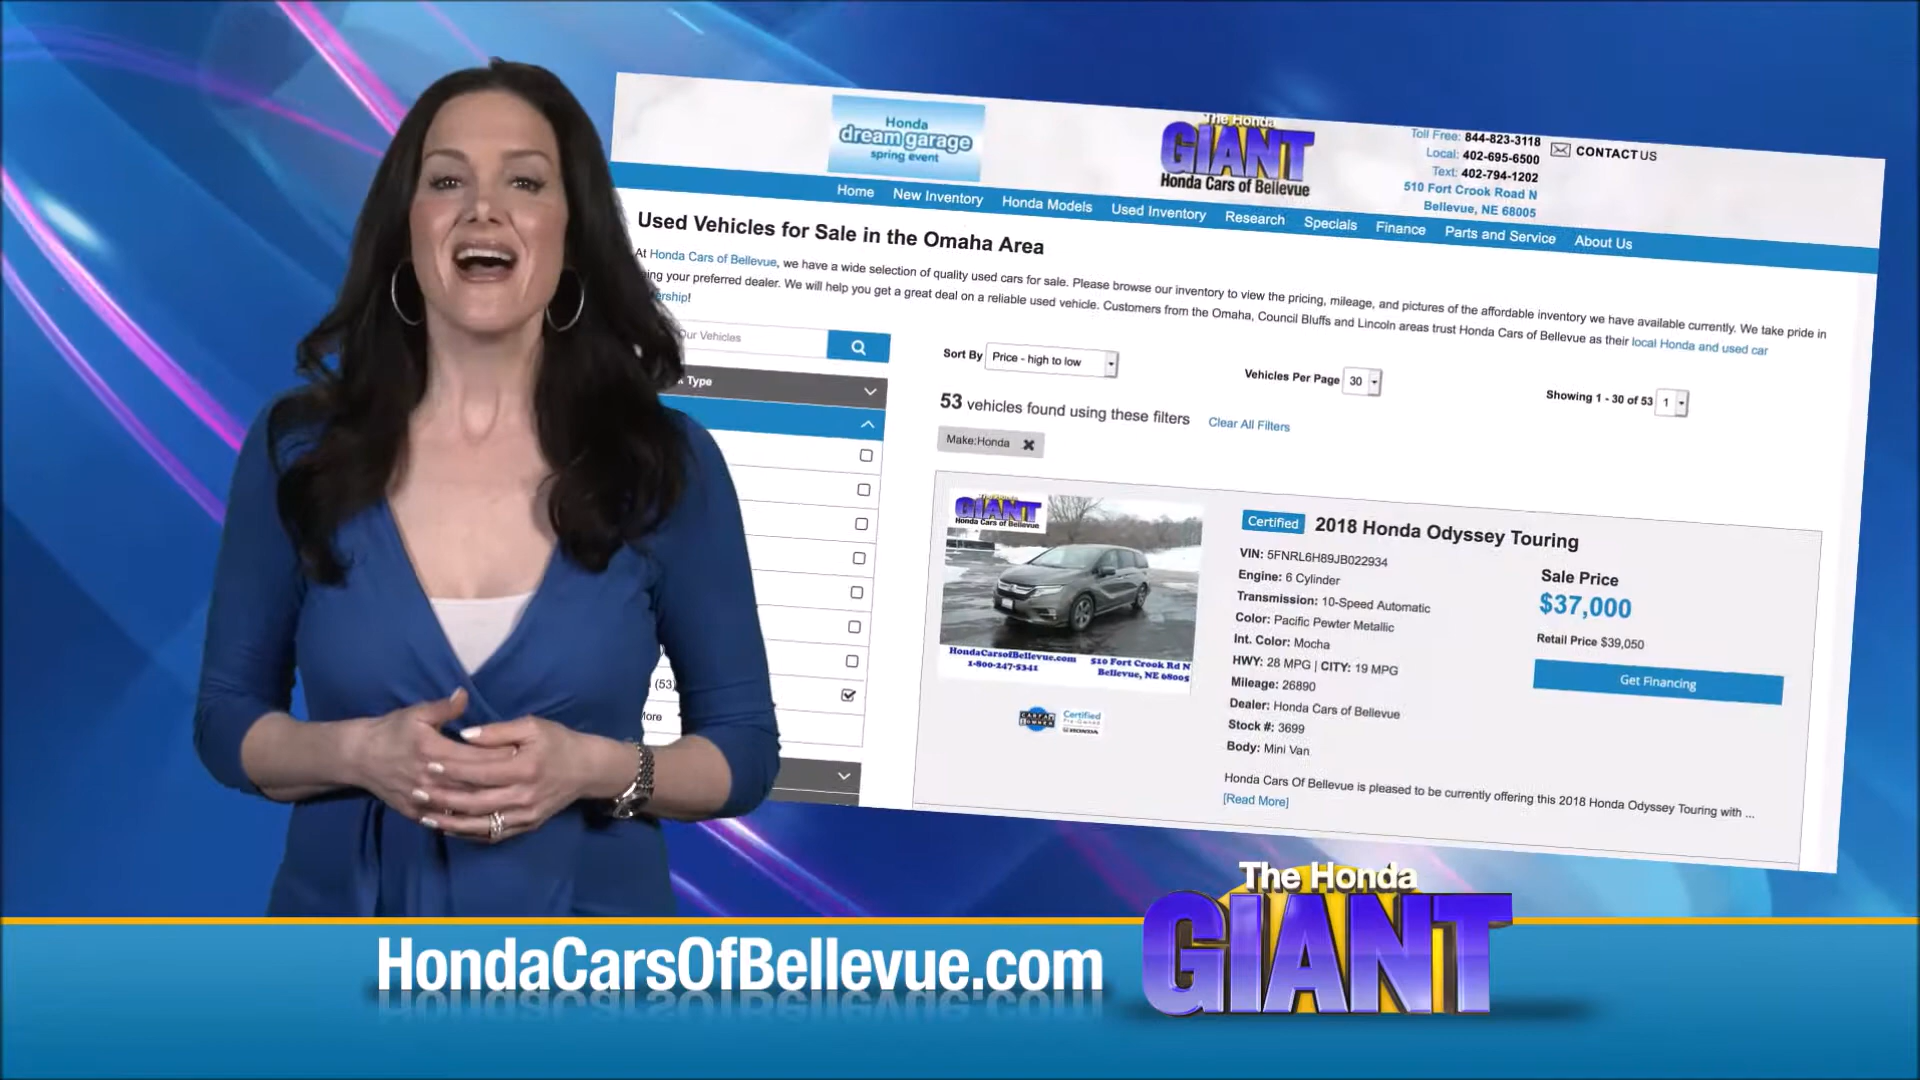 Honda
dream garage
spring event
The Honda
GIANT
Honda Cars of Bellevue
Toll Free: 844-823-3118
Local: 402-695-6500
Text: 402-794-1202
510 Fort Crook Road N
Bellevue, NE 68005
CONTACT US
Home New Inventory Honda Models Used Inventory Research Specials Finance Parts and Service About Us
Used Vehicles for Sale in the Omaha Area
At Honda Cars of Bellevue, we have a wide selection of quality used cars for sale. Please browse our inventory to view the pricing, mileage, and pictures of the affordable inventory we have available currently. We take pride in
ing your preferred dealer. We will help you get a great deal on a reliable used vehicle. Customers from the Omaha, Council Bluffs and Lincoln areas trust Honda Cars of Bellevue as their local Honda and used car
ership!
Our Vehicles
Sort By Price - high to low
Vehicles Per Page 30
Showing 1 - 30 of 53 1
Type
53 vehicles found using these filters Clear All Filters
Make:Honda
(53)
More
The Honda
GIANT
Honda Cars of Bellevue
HondaCarsofBellevue.com
1-800-247-5341
510 Fort Crook Rd N
Bellevue, NE 68005
CARFAX
1 OWNER
Certified
Pre-Owned
HONDA
Certified 2018 Honda Odyssey Touring
VIN: 5FNRL6H89JB022934
Engine: 6 Cylinder
Transmission: 10-Speed Automatic
Color: Pacific Pewter Metallic
Int. Color: Mocha
HWY: 28 MPG | CITY: 19 MPG
Mileage: 26890
Dealer: Honda Cars of Bellevue
Stock #: 3699
Body: Mini Van
Sale Price
$37,000
Retail Price $39,050
Get Financing
Honda Cars Of Bellevue is pleased to be currently offering this 2018 Honda Odyssey Touring with ...
[Read More]
HondaCarsOfBellevue.com
The Honda
GIANT